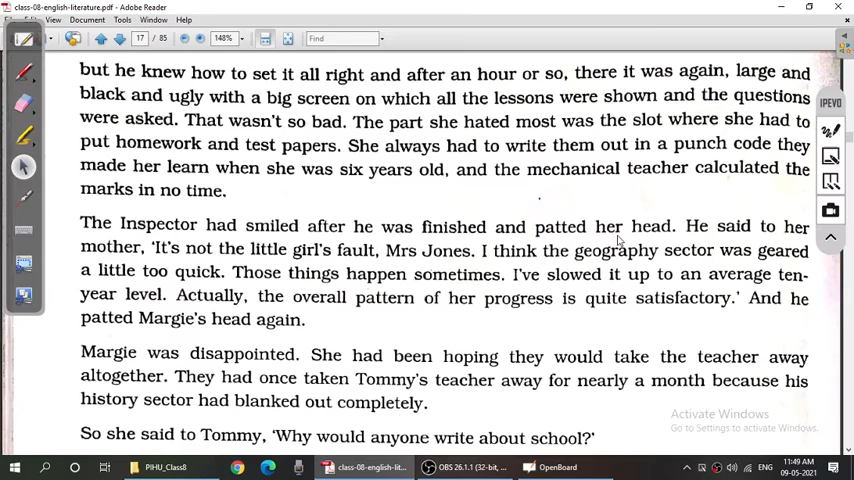 class-08-english-literature.pdf - Adobe Reader
File Edit View Document Tools Window Help
17 / 85 148% Find
but he knew how to set it all right and after an hour or so, there it was again, large and
black and ugly with a big screen on which all the lessons were shown and the questions
were asked. That wasn't so bad. The part she hated most was the slot where she had to
put homework and test papers. She always had to write them out in a punch code they
made her learn when she was six years old, and the mechanical teacher calculated the
marks in no time.
The Inspector had smiled after he was finished and patted her head. He said to her
mother, 'It's not the little girl's fault, Mrs Jones. I think the geography sector was geared
a little too quick. Those things happen sometimes. I've slowed it up to an average ten-
year level. Actually, the overall pattern of her progress is quite satisfactory.' And he
patted Margie's head again.
Margie was disappointed. She had been hoping they would take the teacher away
altogether. They had once taken Tommy's teacher away for nearly a month because his
history sector had blanked out completely.
So she said to Tommy, 'Why would anyone write about school?'
IPEVO
Activate Windows
Go to Settings to activate Windows.
PIHU_Class8 class-08-english-lit... OBS 26.1.1 (32-bit, ... OpenBoard ENG 11:49 AM
09-05-2021